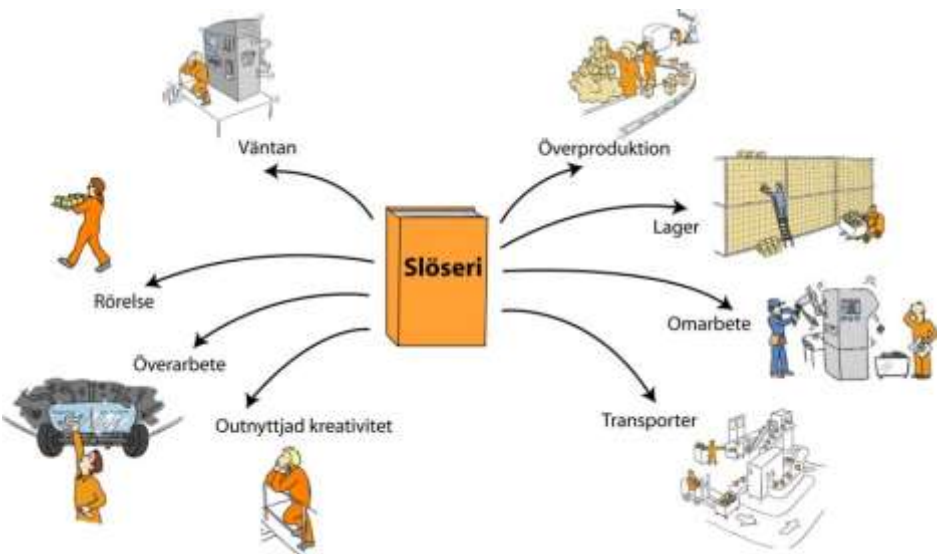 Väntan
Överproduktion
Lager
Slöseri
Rörelse
Omarbete
Överarbete
Outnyttjad kreativitet
Transporter